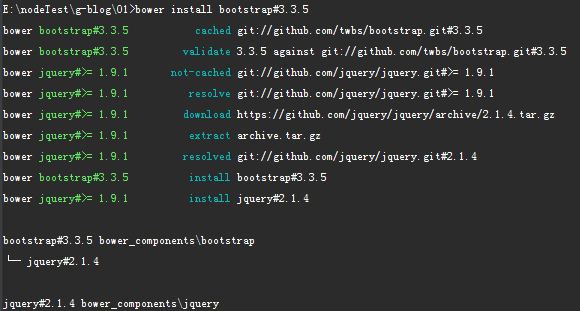 E:\nodeTest\g-blog\01>bower install bootstrap#3.3.5
bower bootstrap#3.3.5 cached git://github.com/twbs/bootstrap.git#3.3.5
bower bootstrap#3.3.5 validate 3.3.5 against git://github.com/twbs/bootstrap.git#3.3.5
bower jquery#>= 1.9.1 not-cached git://github.com/jquery/jquery.git#>= 1.9.1
bower jquery#>= 1.9.1 resolve git://github.com/jquery/jquery.git#>= 1.9.1
bower jquery#>= 1.9.1 download https://github.com/jquery/jquery/archive/2.1.4.tar.gz
bower jquery#>= 1.9.1 extract archive.tar.gz
bower jquery#>= 1.9.1 resolved git://github.com/jquery/jquery.git#2.1.4
bower bootstrap#3.3.5 install bootstrap#3.3.5
bower jquery#>= 1.9.1 install jquery#2.1.4
bootstrap#3.3.5 bower_components\bootstrap
└─ jquery#2.1.4
jquery#2.1.4 bower_components\jquery